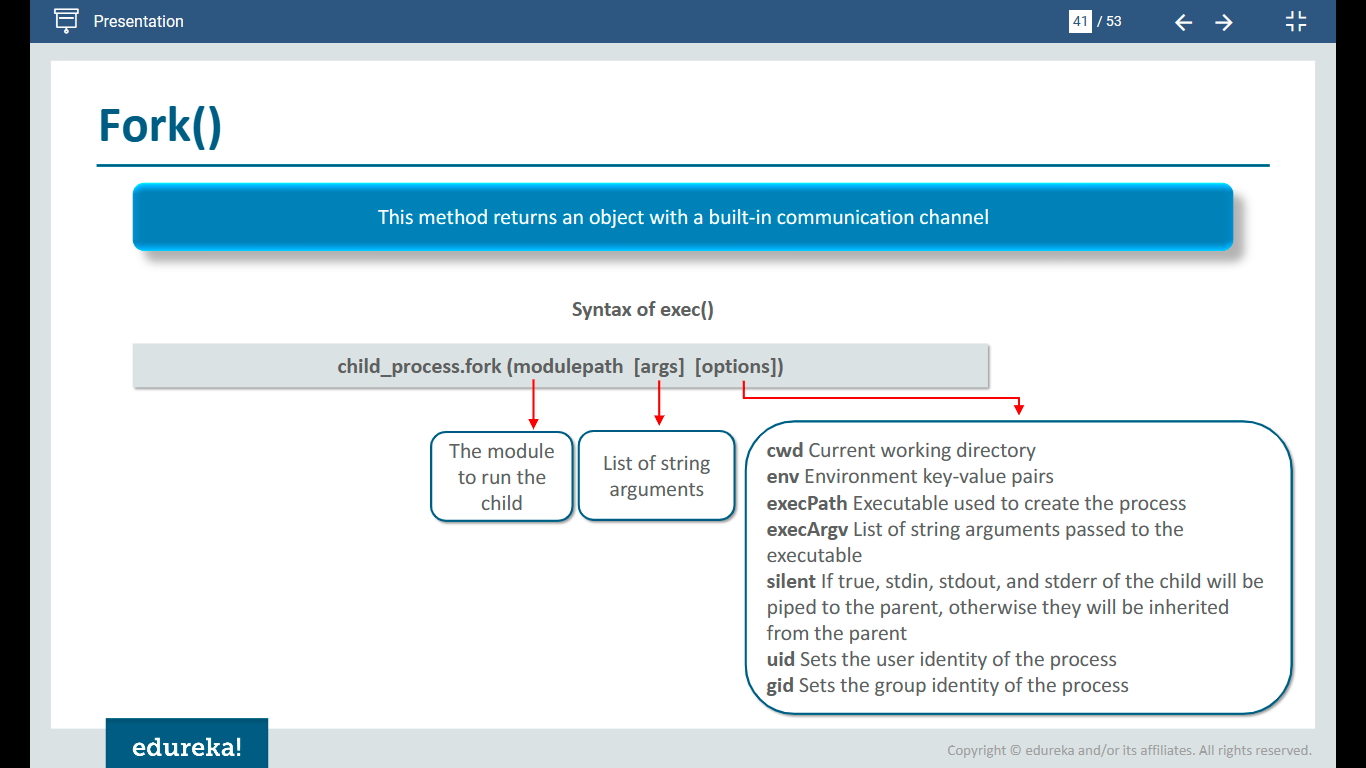 Presentation
41 / 53
Fork()
This method returns an object with a built-in communication channel
Syntax of exec()
child_process.fork (modulepath [args] [options])
The module
to run the
child
List of string
arguments
cwd Current working directory
env Environment key-value pairs
execPath Executable used to create the process
execArgv List of string arguments passed to the
executable
silent If true, stdin, stdout, and stderr of the child will be
piped to the parent, otherwise they will be inherited
from the parent
uid Sets the user identity of the process
gid Sets the group identity of the process
edureka!
Copyright © edureka and/or its affiliates. All rights reserved.